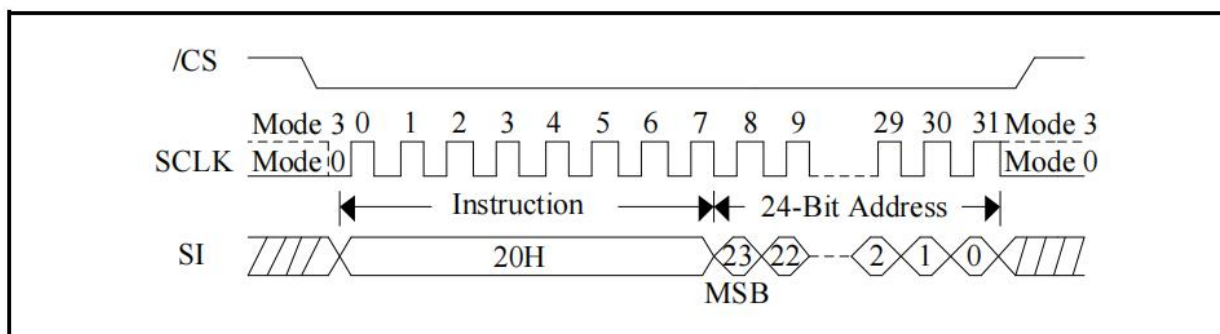 /CS
Mode 3 0 1 2 3 4 5 6 7 8 9 29 30 31 Mode 3
SCLK Mode 0 Mode 0
Instruction 24-Bit Address
SI 20H 23 22 2 1 0
MSB